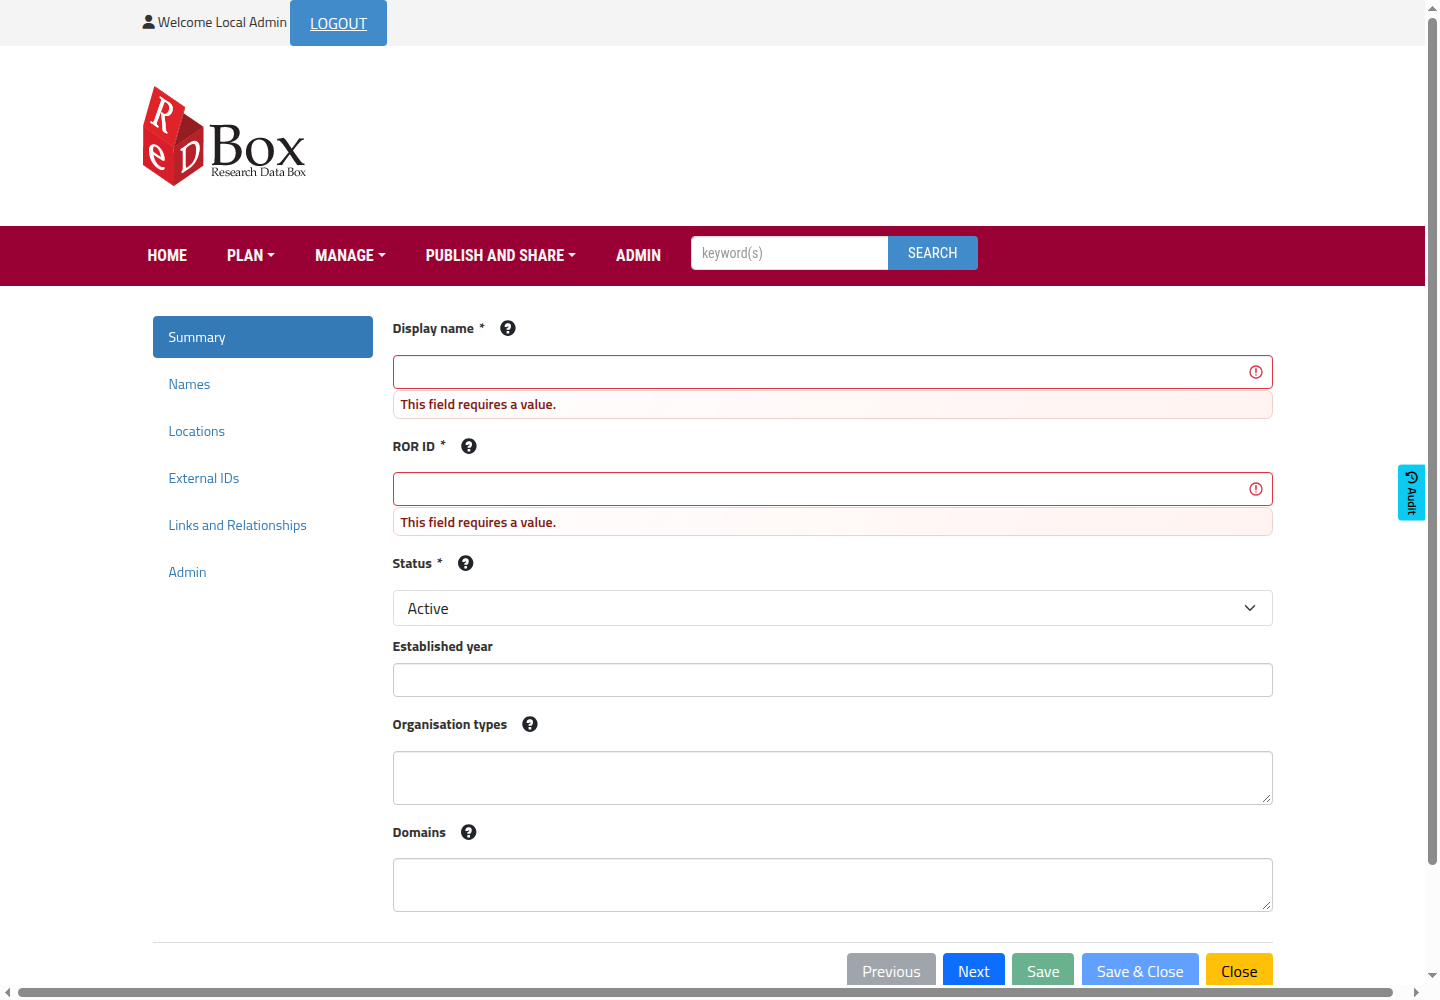 Welcome Local Admin LOGOUT
R
e D Box
Research Data Box
HOME PLAN MANAGE PUBLISH AND SHARE ADMIN keyword(s) SEARCH
Summary
Names
Locations
External IDs
Links and Relationships
Admin
Display name *
This field requires a value.
ROR ID *
This field requires a value.
Status *
Active
Established year
Organisation types
Domains
Previous Next Save Save & Close Close
Audit